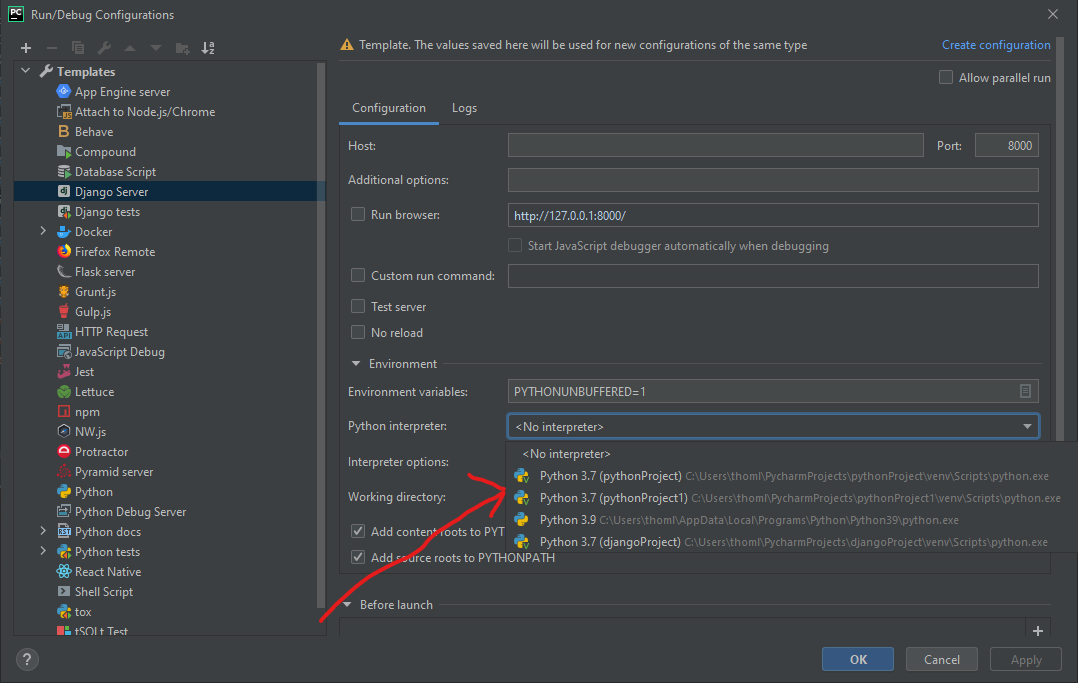 PC Run/Debug Configurations
Template. The values saved here will be used for new configurations of the same type Create configuration
Allow parallel run
Templates
App Engine server
Attach to Node.js/Chrome
Behave
Compound
Database Script
Django Server
Django tests
Docker
Firefox Remote
Flask server
Grunt.js
Gulp.js
HTTP Request
JavaScript Debug
Jest
Lettuce
npm
NW.js
Protractor
Pyramid server
Python
Python Debug Server
Python docs
Python tests
React Native
Shell Script
tox
tSQLt Test
Configuration Logs
Host: Port: 8000
Additional options:
Run browser: http://127.0.0.1:8000/
Start JavaScript debugger automatically when debugging
Custom run command:
Test server
No reload
Environment
Environment variables: PYTHONUNBUFFERED=1
Python interpreter: <No interpreter>
<No interpreter>
Interpreter options:
Python 3.7 (pythonProject) C:\Users\thoml\PycharmProjects\pythonProject\venv\Scripts\python.exe
Working directory:
Python 3.7 (pythonProject1) C:\Users\thoml\PycharmProjects\pythonProject1\venv\Scripts\python.exe
Python 3.9 C:\Users\thoml\AppData\Local\Programs\Python\Python39\python.exe
Add content roots to PYT
Python 3.7 (djangoProject) C:\Users\thoml\PycharmProjects\djangoProject\venv\Scripts\python.exe
Add source roots to PYTHONPATH
Before launch
? OK Cancel Apply